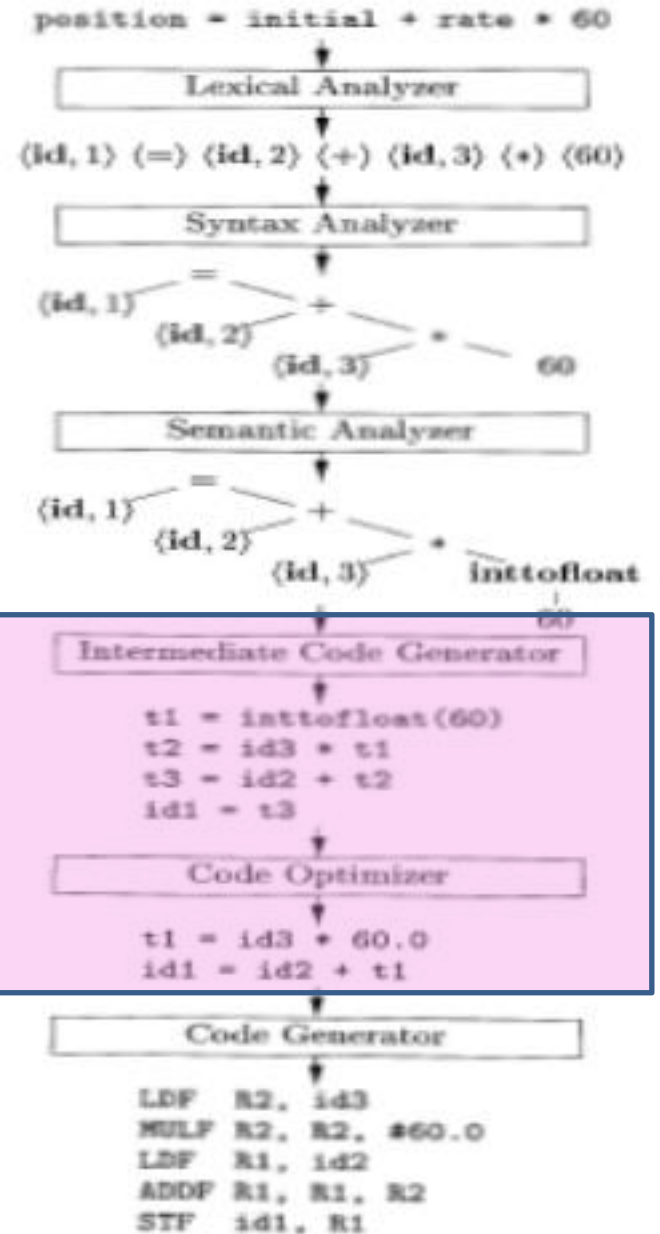 position = initial + rate * 60
Lexical Analyzer
⟨id, 1⟩ ⟨=⟩ ⟨id, 2⟩ ⟨+⟩ ⟨id, 3⟩ ⟨*⟩ ⟨60⟩
Syntax Analyzer
=
⟨id, 1⟩ +
⟨id, 2⟩ *
⟨id, 3⟩ 60
Semantic Analyzer
=
⟨id, 1⟩ +
⟨id, 2⟩ *
⟨id, 3⟩ inttofloat
60
Intermediate Code Generator
t1 = inttofloat(60)
t2 = id3 * t1
t3 = id2 + t2
id1 = t3
Code Optimizer
t1 = id3 * 60.0
id1 = id2 + t1
Code Generator
LDF R2, id3
MULF R2, R2, #60.0
LDF R1, id2
ADDF R1, R1, R2
STF id1, R1